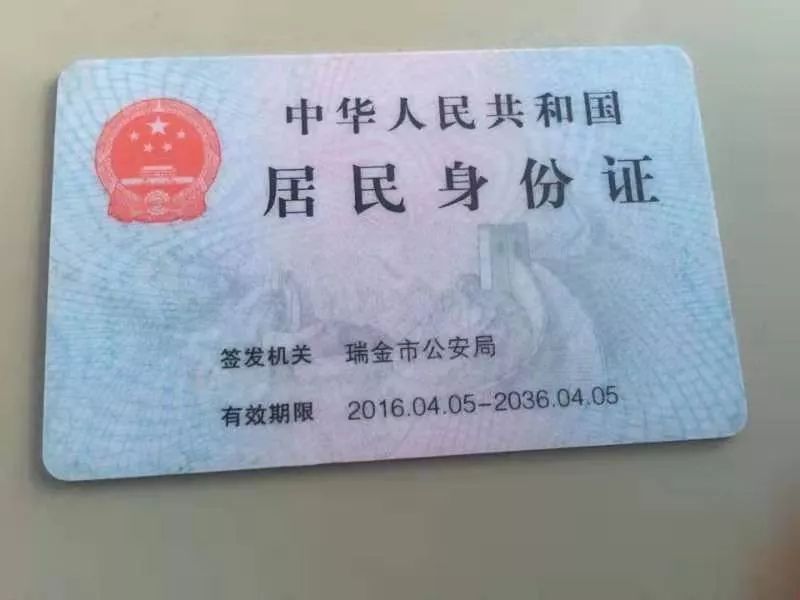 中华人民共和国
居民身份证
签发机关 瑞金市公安局
有效期限 2016.04.05-2036.04.05